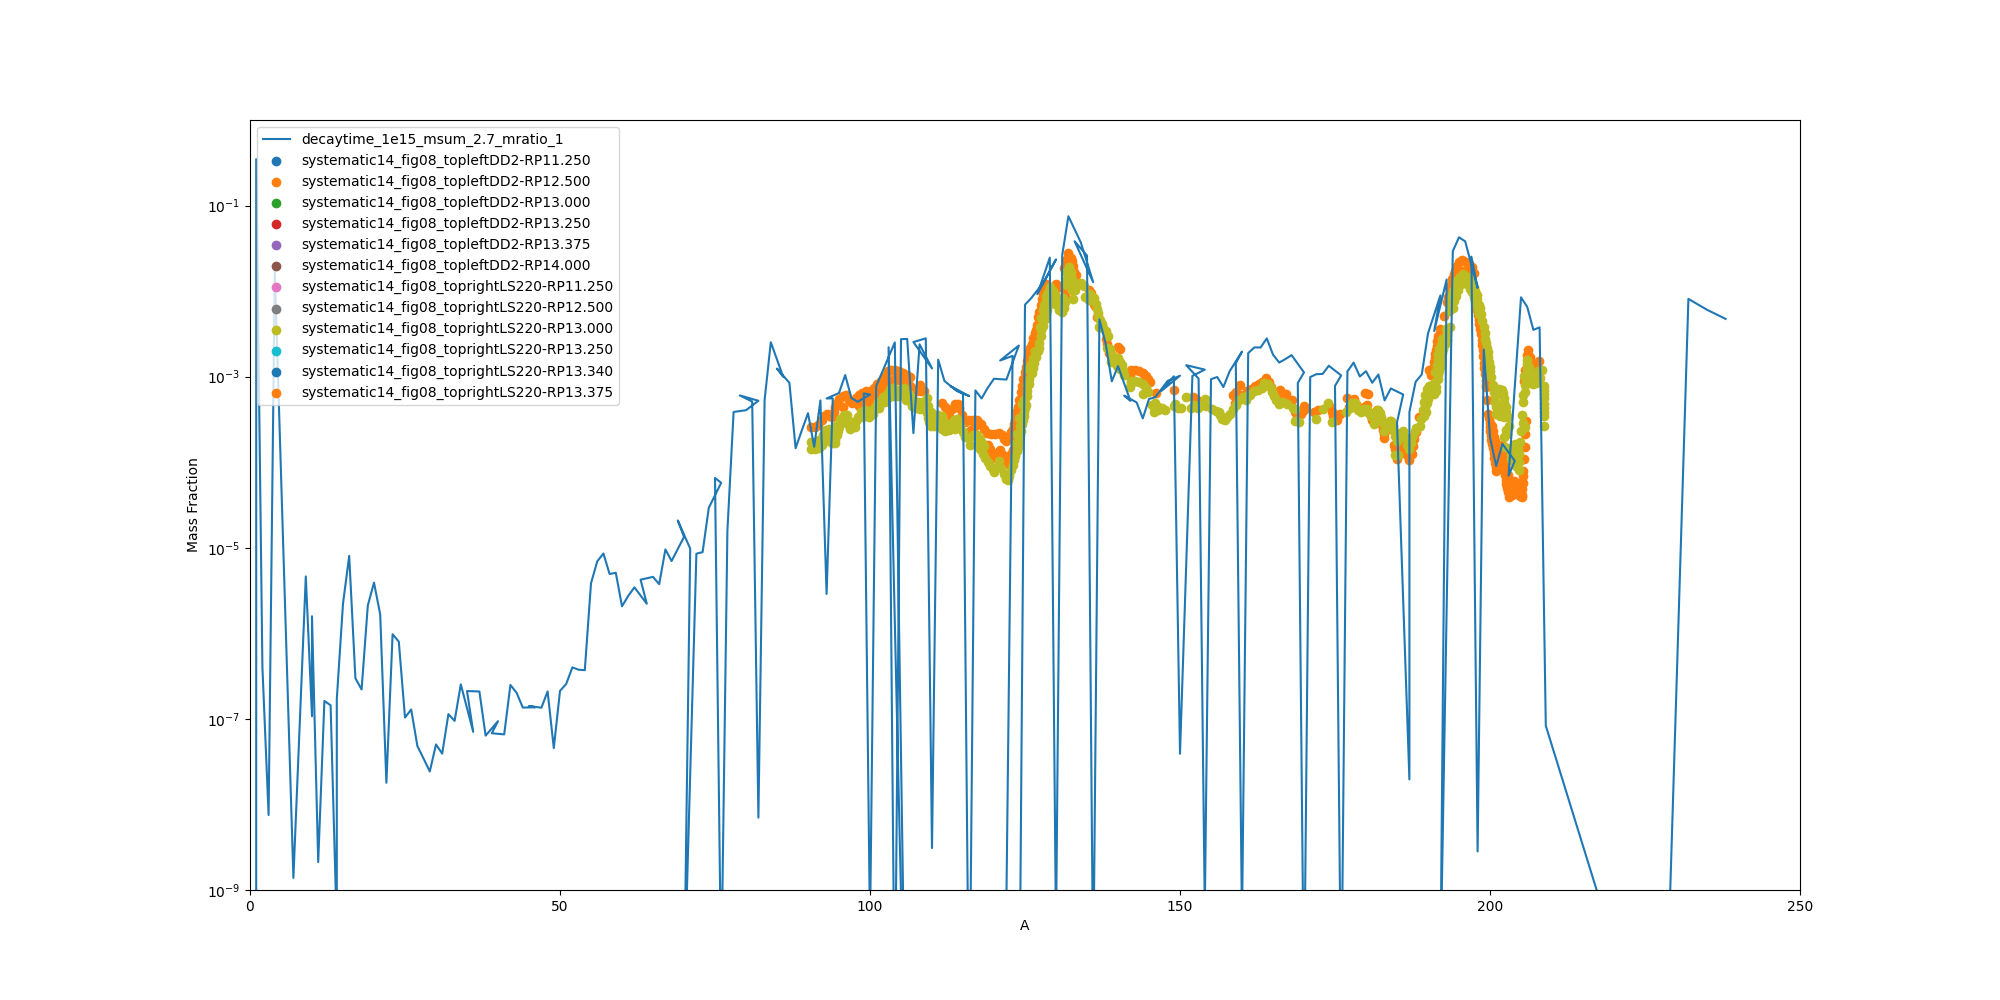 decaytime_1e15_msum_2.7_mratio_1
systematic14_fig08_topleftDD2-RP11.250
systematic14_fig08_topleftDD2-RP12.500
systematic14_fig08_topleftDD2-RP13.000
systematic14_fig08_topleftDD2-RP13.250
systematic14_fig08_topleftDD2-RP13.375
systematic14_fig08_topleftDD2-RP14.000
systematic14_fig08_toprightLS220-RP11.250
systematic14_fig08_toprightLS220-RP12.500
systematic14_fig08_toprightLS220-RP13.000
systematic14_fig08_toprightLS220-RP13.250
systematic14_fig08_toprightLS220-RP13.340
systematic14_fig08_toprightLS220-RP13.375
Mass Fraction
10⁻¹
10⁻³
10⁻⁵
10⁻⁷
10⁻⁹
0 50 100 150 200 250
A